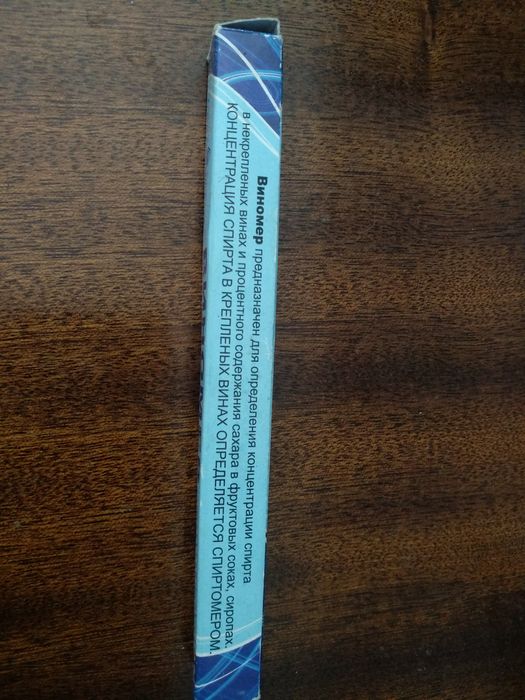 Виномер предназначен для определения концентрации спирта
в некрепленых винах и процентного содержания сахара в фруктовых соках, сиропах.
КОНЦЕНТРАЦИЯ СПИРТА В КРЕПЛЕНЫХ ВИНАХ ОПРЕДЕЛЯЕТСЯ СПИРТОМЕРОМ.